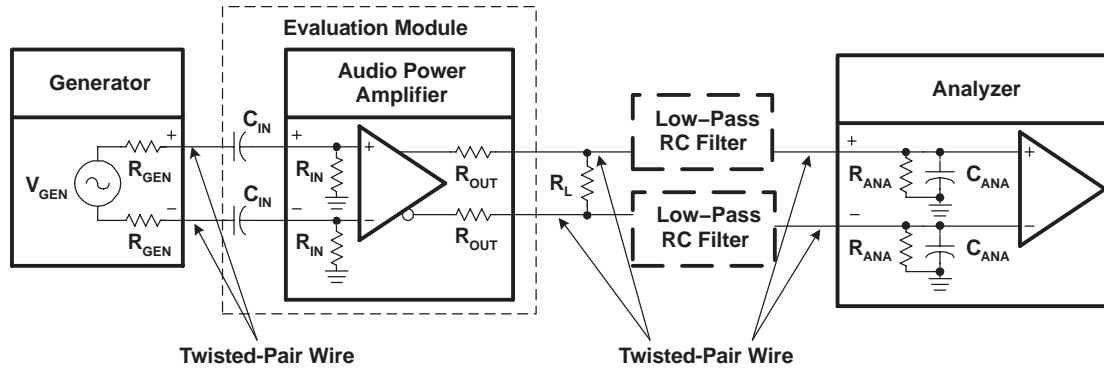 Evaluation Module
Generator
Audio Power
Amplifier
Analyzer
Low−Pass
RC Filter
Low−Pass
RC Filter
V_GEN
R_GEN
R_GEN
+
−
C_IN
C_IN
+
−
R_IN
R_IN
+
−
R_OUT
R_OUT
R_L
+
−
R_ANA
C_ANA
R_ANA
C_ANA
+
−
Twisted-Pair Wire
Twisted-Pair Wire